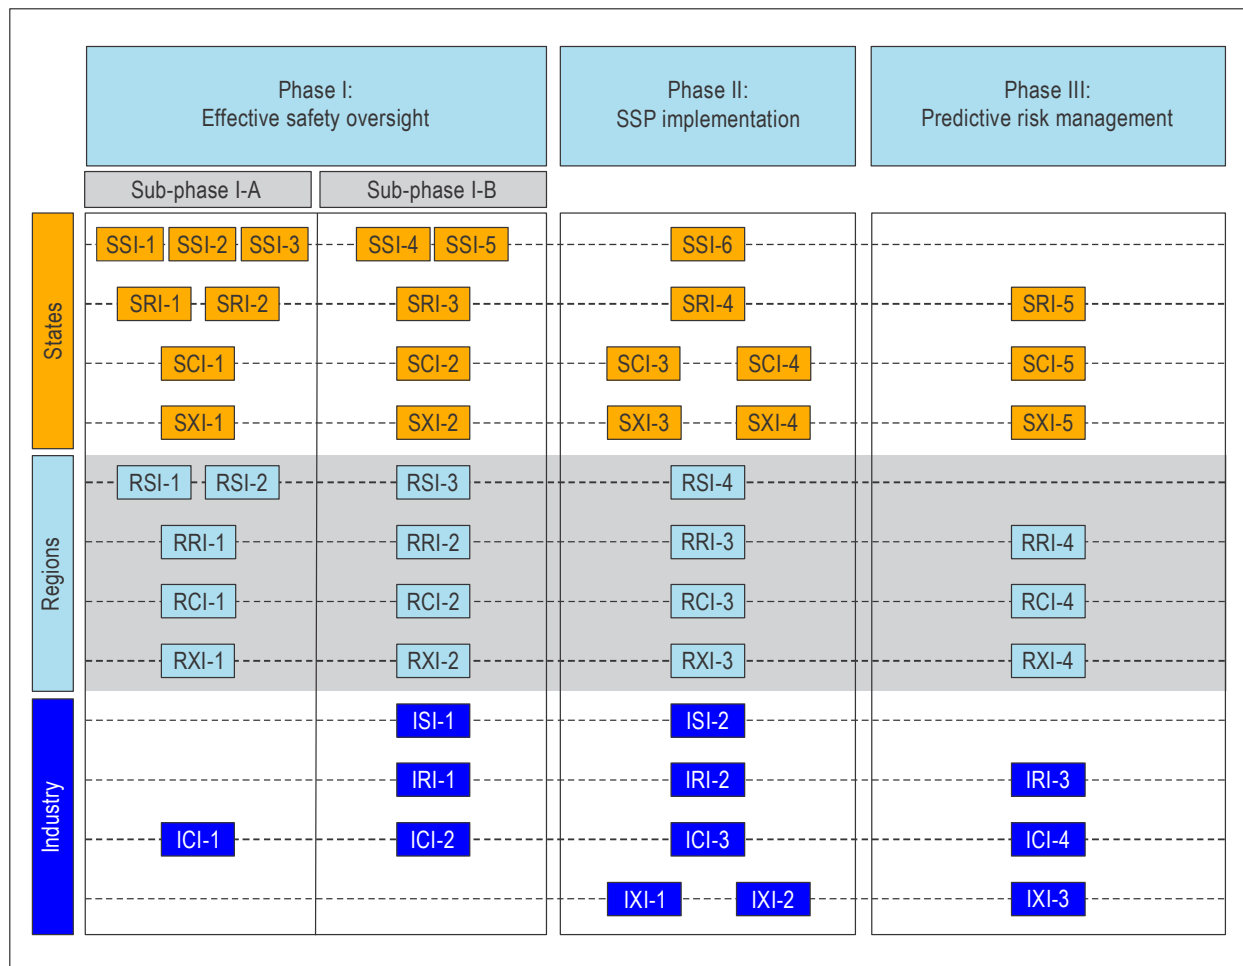 Phase I:
Effective safety oversight
Phase II:
SSP implementation
Phase III:
Predictive risk management
Sub-phase I-A
Sub-phase I-B
States
SSI-1 SSI-2 SSI-3 SSI-4 SSI-5 SSI-6
SRI-1 SRI-2 SRI-3 SRI-4 SRI-5
SCI-1 SCI-2 SCI-3 SCI-4 SCI-5
SXI-1 SXI-2 SXI-3 SXI-4 SXI-5
Regions
RSI-1 RSI-2 RSI-3 RSI-4
RRI-1 RRI-2 RRI-3 RRI-4
RCI-1 RCI-2 RCI-3 RCI-4
RXI-1 RXI-2 RXI-3 RXI-4
Industry
ISI-1 ISI-2
IRI-1 IRI-2 IRI-3
ICI-1 ICI-2 ICI-3 ICI-4
IXI-1 IXI-2 IXI-3